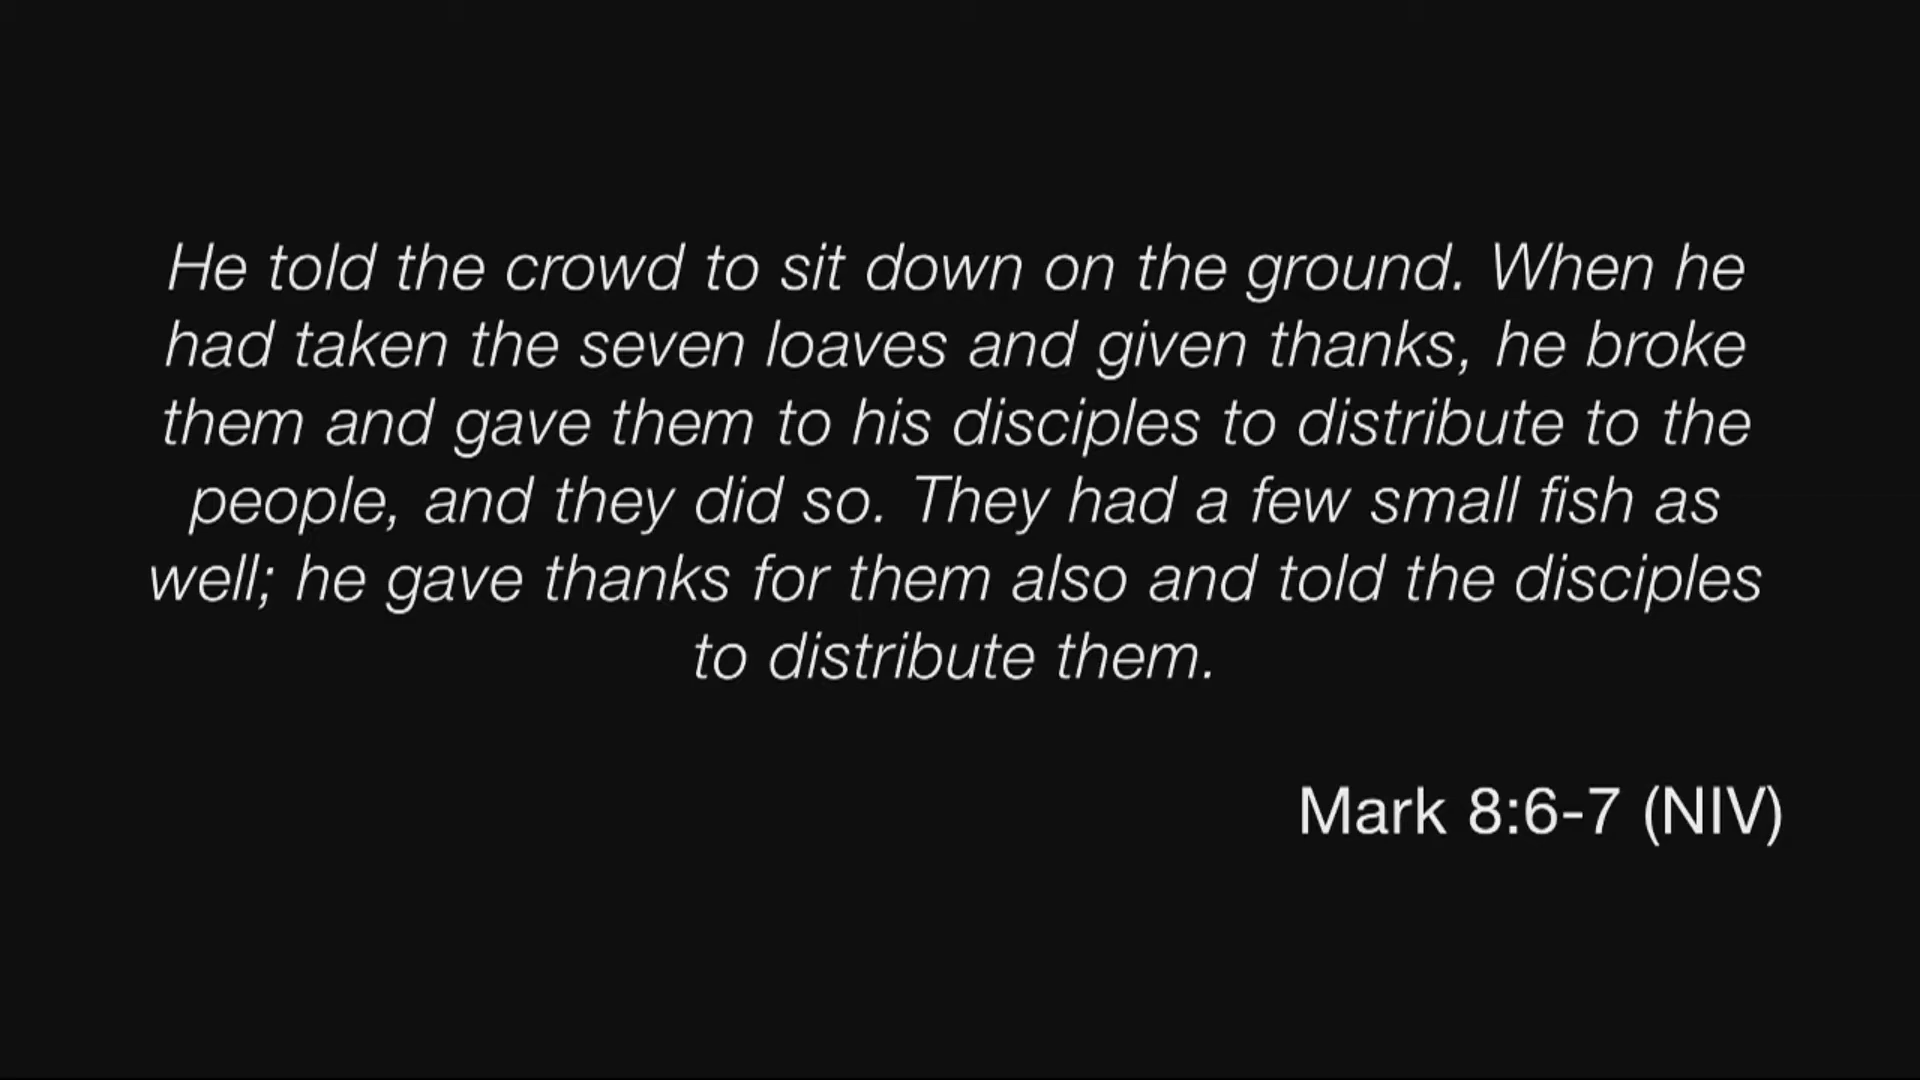 He told the crowd to sit down on the ground. When he
had taken the seven loaves and given thanks, he broke
them and gave them to his disciples to distribute to the
people, and they did so. They had a few small fish as
well; he gave thanks for them also and told the disciples
to distribute them.
Mark 8:6-7 (NIV)